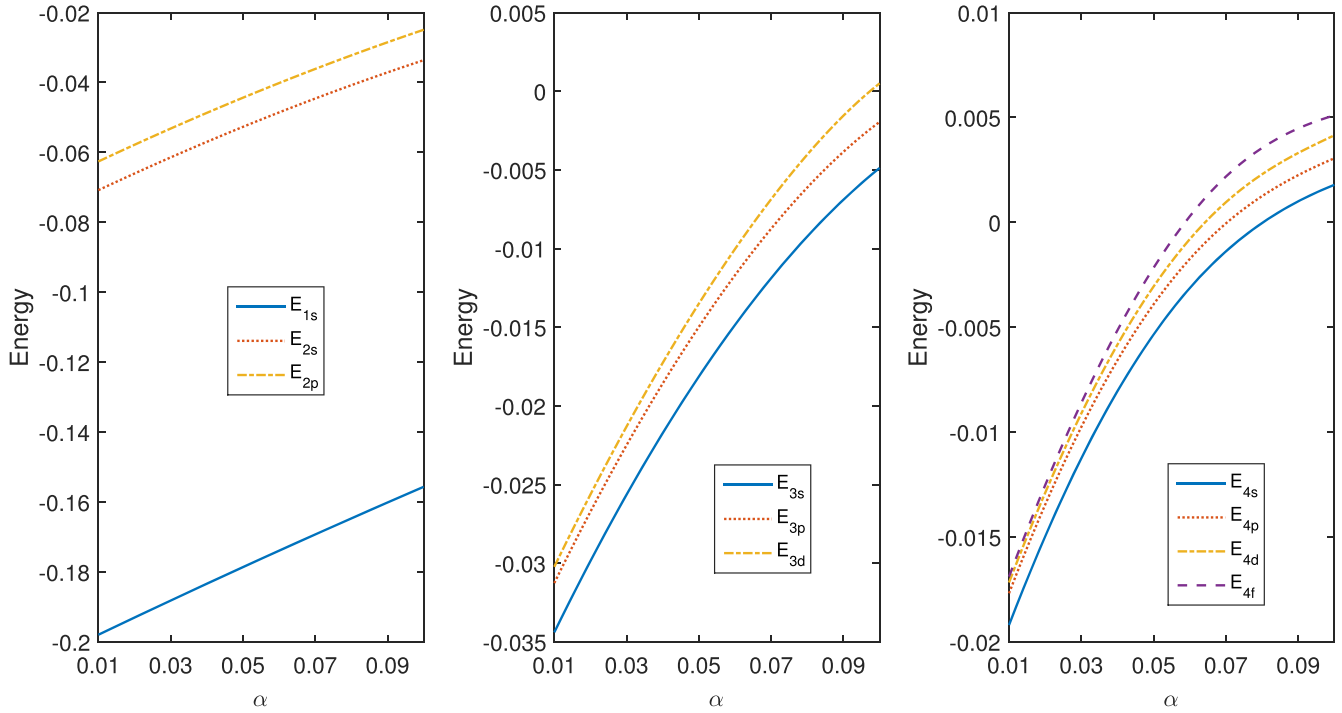 -0.02
-0.04
-0.06
-0.08
-0.1
-0.12
-0.14
-0.16
-0.18
-0.2
Energy
0.01 0.03 0.05 0.07 0.09
α
E1s
E2s
E2p
0.005
0
-0.005
-0.01
-0.015
-0.02
-0.025
-0.03
-0.035
Energy
0.01 0.03 0.05 0.07 0.09
α
E3s
E3p
E3d
0.01
0.005
0
-0.005
-0.01
-0.015
-0.02
Energy
0.01 0.03 0.05 0.07 0.09
α
E4s
E4p
E4d
E4f